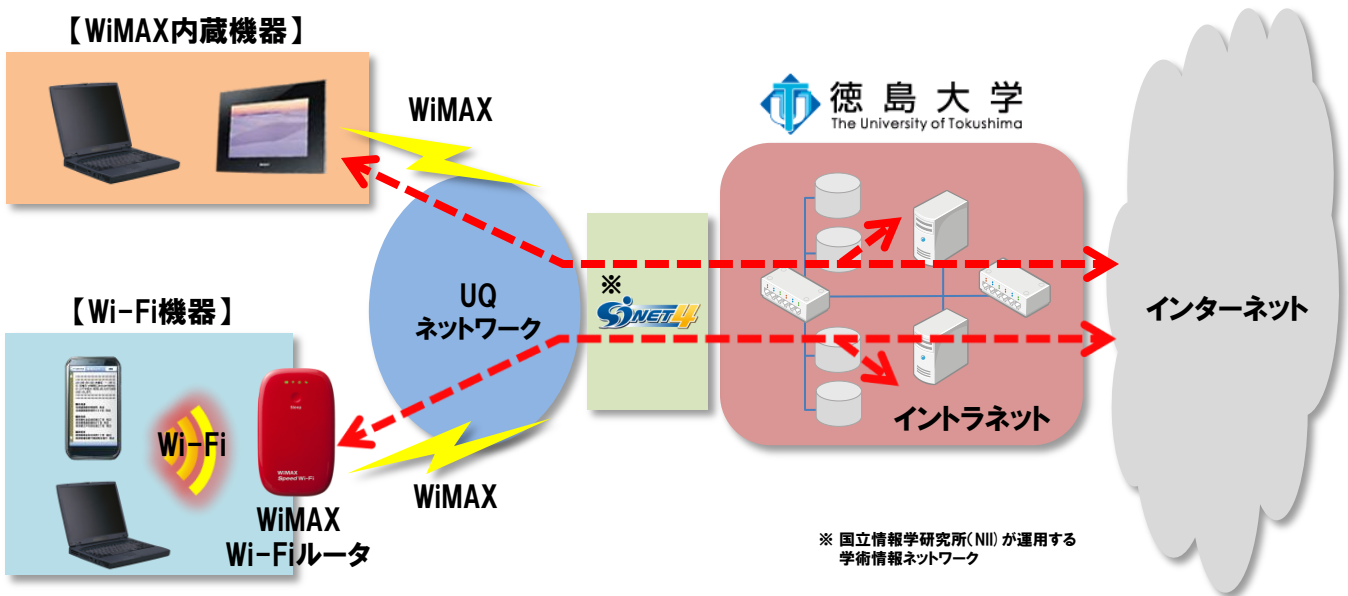 【WiMAX内蔵機器】
WiMAX
徳島大学
The University of Tokushima
UQ
ネットワーク
※
SINET4
インターネット
イントラネット
【Wi-Fi機器】
Wi-Fi
WiMAX
Speed Wi-Fi
WiMAX
Wi-Fiルータ
WiMAX
※ 国立情報学研究所(NII)が運用する
学術情報ネットワーク